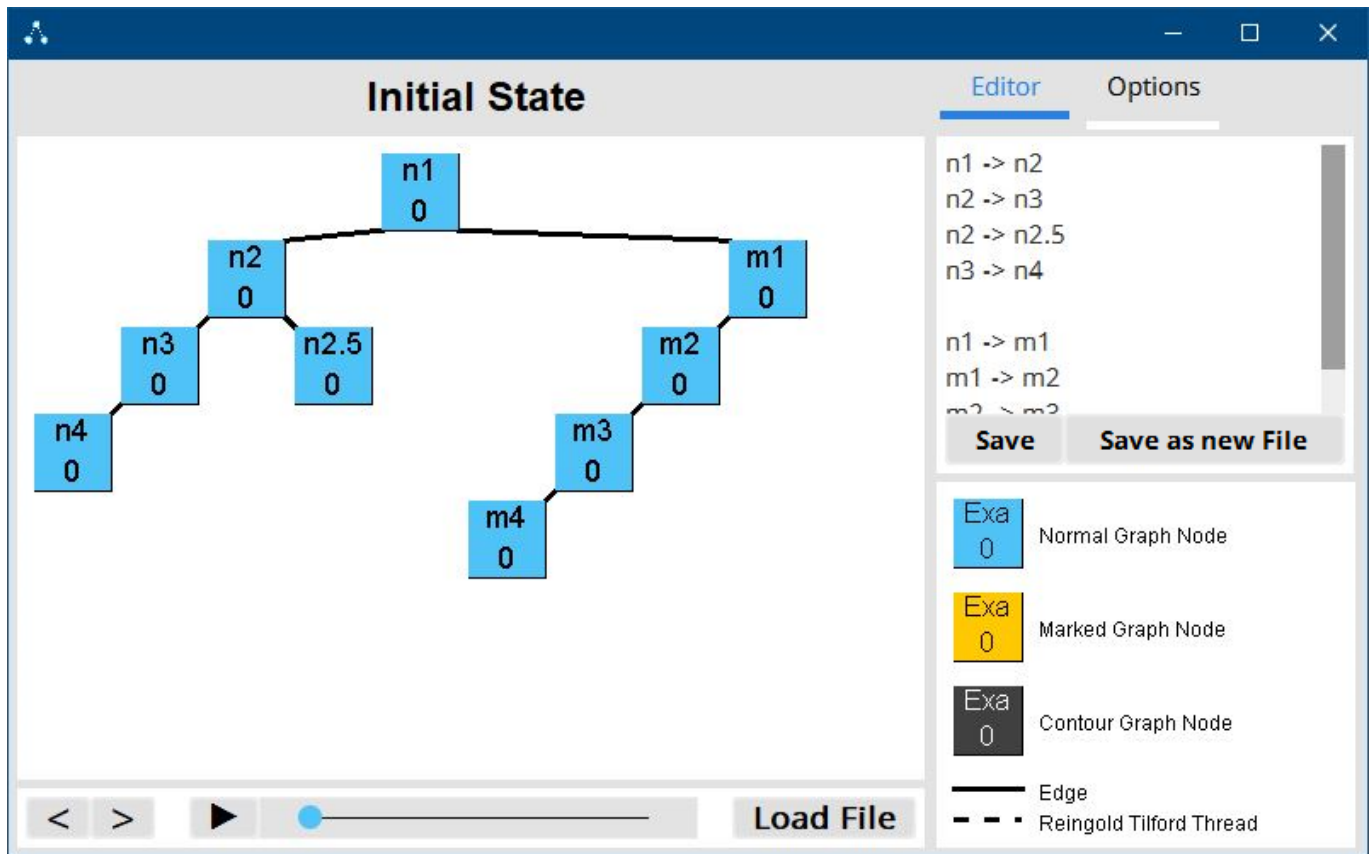 Initial State
Editor
Options
n1
0
n2
0
m1
0
n3
0
n2.5
0
m2
0
n4
0
m3
0
m4
0
n1 -> n2
n2 -> n3
n2 -> n2.5
n3 -> n4
n1 -> m1
m1 -> m2
m2 -> m3
Save
Save as new File
Exa
0
Normal Graph Node
Exa
0
Marked Graph Node
Exa
0
Contour Graph Node
Edge
Reingold Tilford Thread
< >
Load File